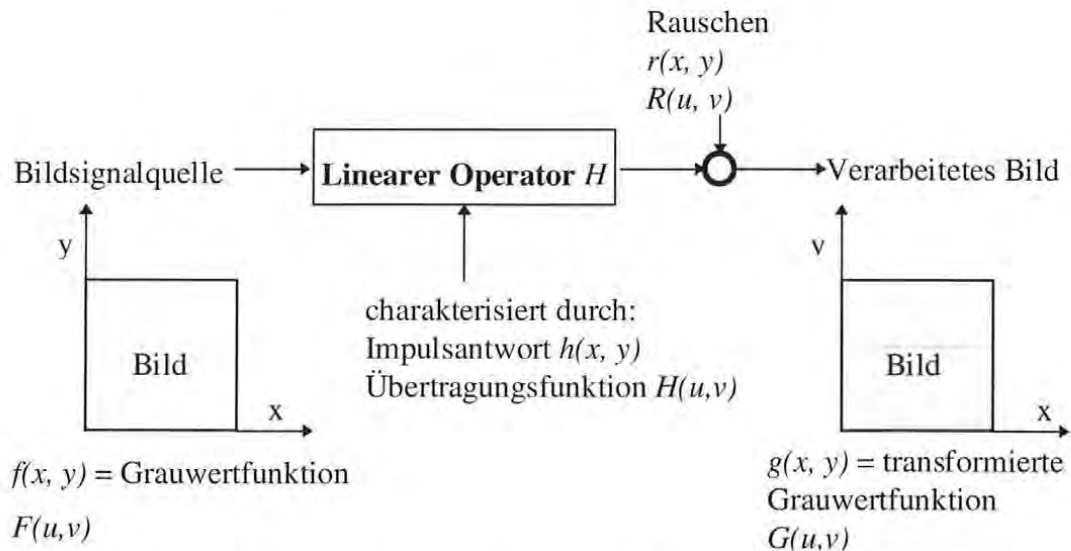 Rauschen
r(x, y)
R(u, v)
Bildsignalquelle
Linearer Operator H
Verarbeitetes Bild
y
Bild
x
charakterisiert durch:
Impulsantwort h(x, y)
Übertragungsfunktion H(u,v)
v
Bild
x
f(x, y) = Grauwertfunktion
F(u,v)
g(x, y) = transformierte
Grauwertfunktion
G(u,v)